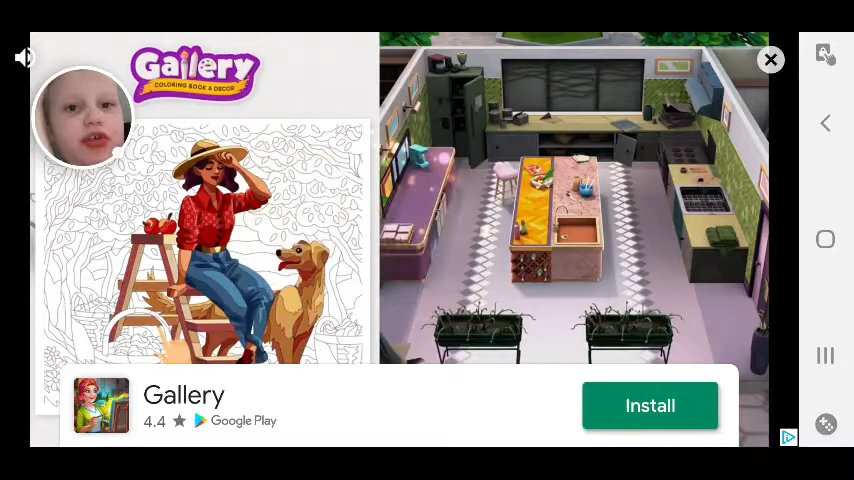 Gallery
COLORING BOOK & DECOR
Gallery
4.4 ★ Google Play
Install